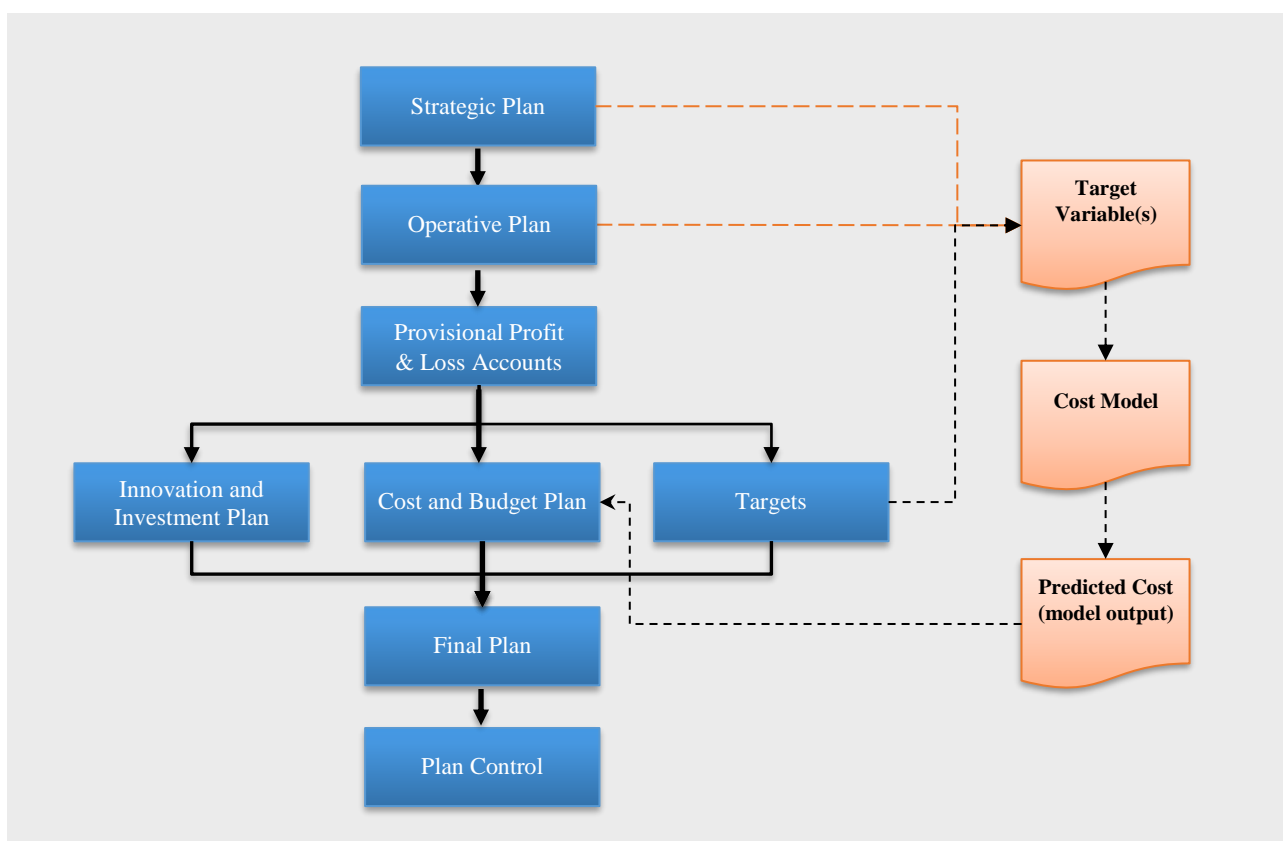 Strategic Plan
Target
Variable(s)
Operative Plan
Provisional Profit
& Loss Accounts
Cost Model
Innovation and
Investment Plan
Cost and Budget Plan
Targets
Predicted Cost
(model output)
Final Plan
Plan Control